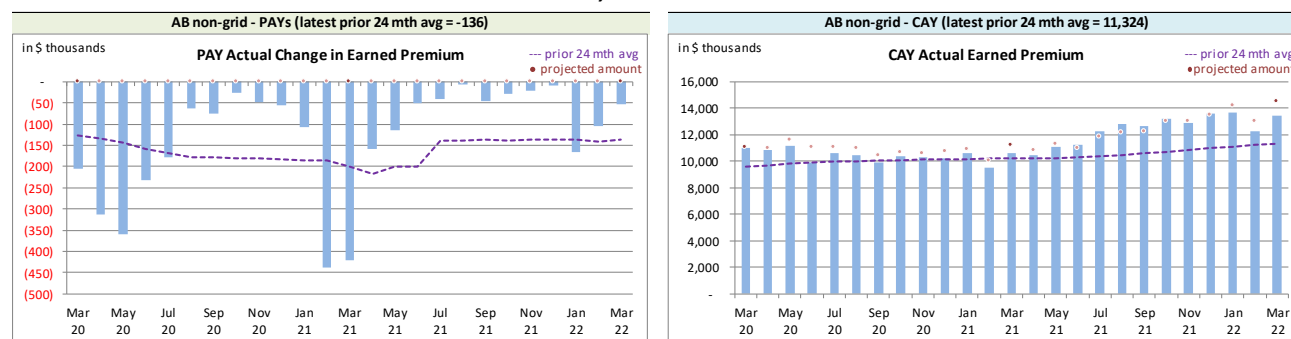 AB non-grid - PAYs (latest prior 24 mth avg = -136)
in $ thousands
PAY Actual Change in Earned Premium
--- prior 24 mth avg
• projected amount
-
(50)
(100)
(150)
(200)
(250)
(300)
(350)
(400)
(450)
(500)
Mar 20 May 20 Jul 20 Sep 20 Nov 20 Jan 21 Mar 21 May 21 Jul 21 Sep 21 Nov 21 Jan 22 Mar 22
AB non-grid - CAY (latest prior 24 mth avg = 11,324)
in $ thousands
CAY Actual Earned Premium
--- prior 24 mth avg
•projected amount
16,000
14,000
12,000
10,000
8,000
6,000
4,000
2,000
-
Mar 20 May 20 Jul 20 Sep 20 Nov 20 Jan 21 Mar 21 May 21 Jul 21 Sep 21 Nov 21 Jan 22 Mar 22